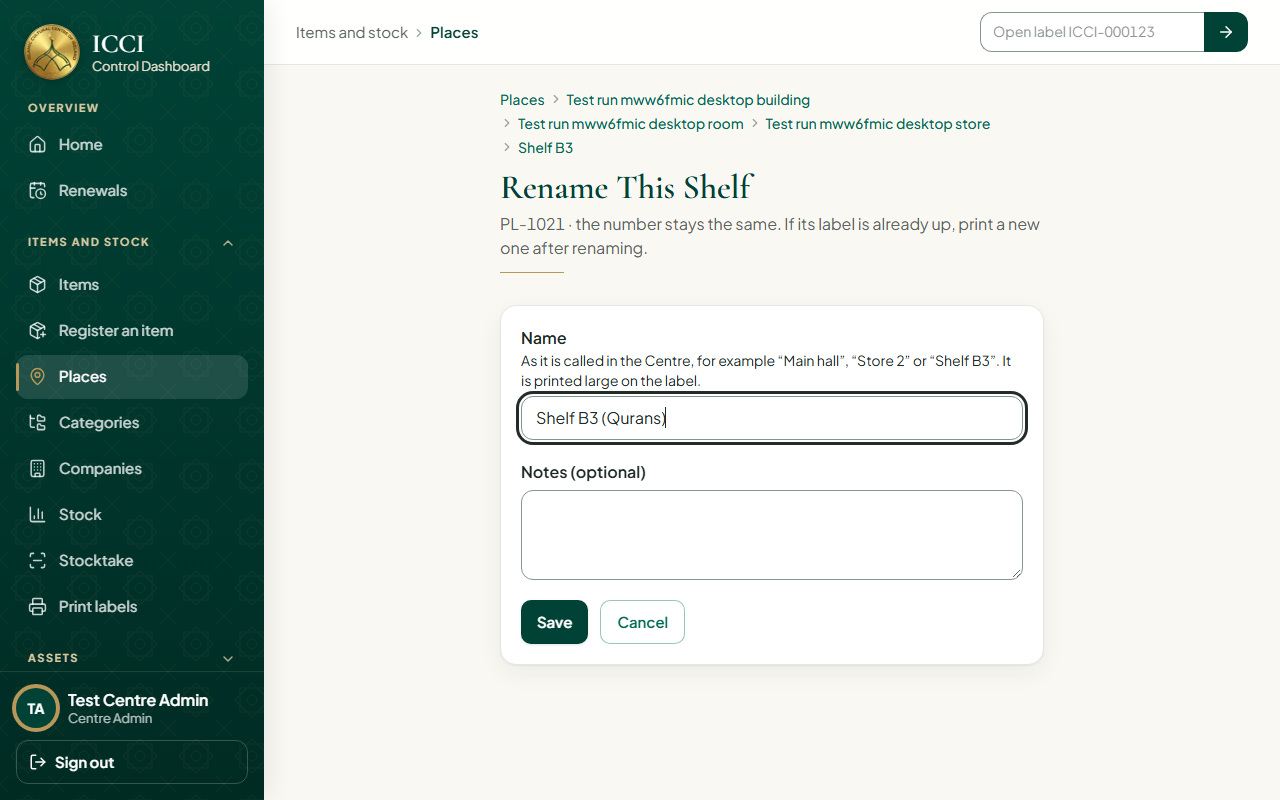 ICCI
Control Dashboard
OVERVIEW
Home
Renewals
ITEMS AND STOCK
Items
Register an item
Places
Categories
Companies
Stock
Stocktake
Print labels
ASSETS
TA
Test Centre Admin
Centre Admin
Sign out
Items and stock > Places
Open label ICCI-000123
Places > Test run mww6fmic desktop building
> Test run mww6fmic desktop room > Test run mww6fmic desktop store
> Shelf B3
Rename This Shelf
PL-1021 · the number stays the same. If its label is already up, print a new
one after renaming.
Name
As it is called in the Centre, for example “Main hall”, “Store 2” or “Shelf B3”. It
is printed large on the label.
Shelf B3 (Qurans)
Notes (optional)
Save
Cancel